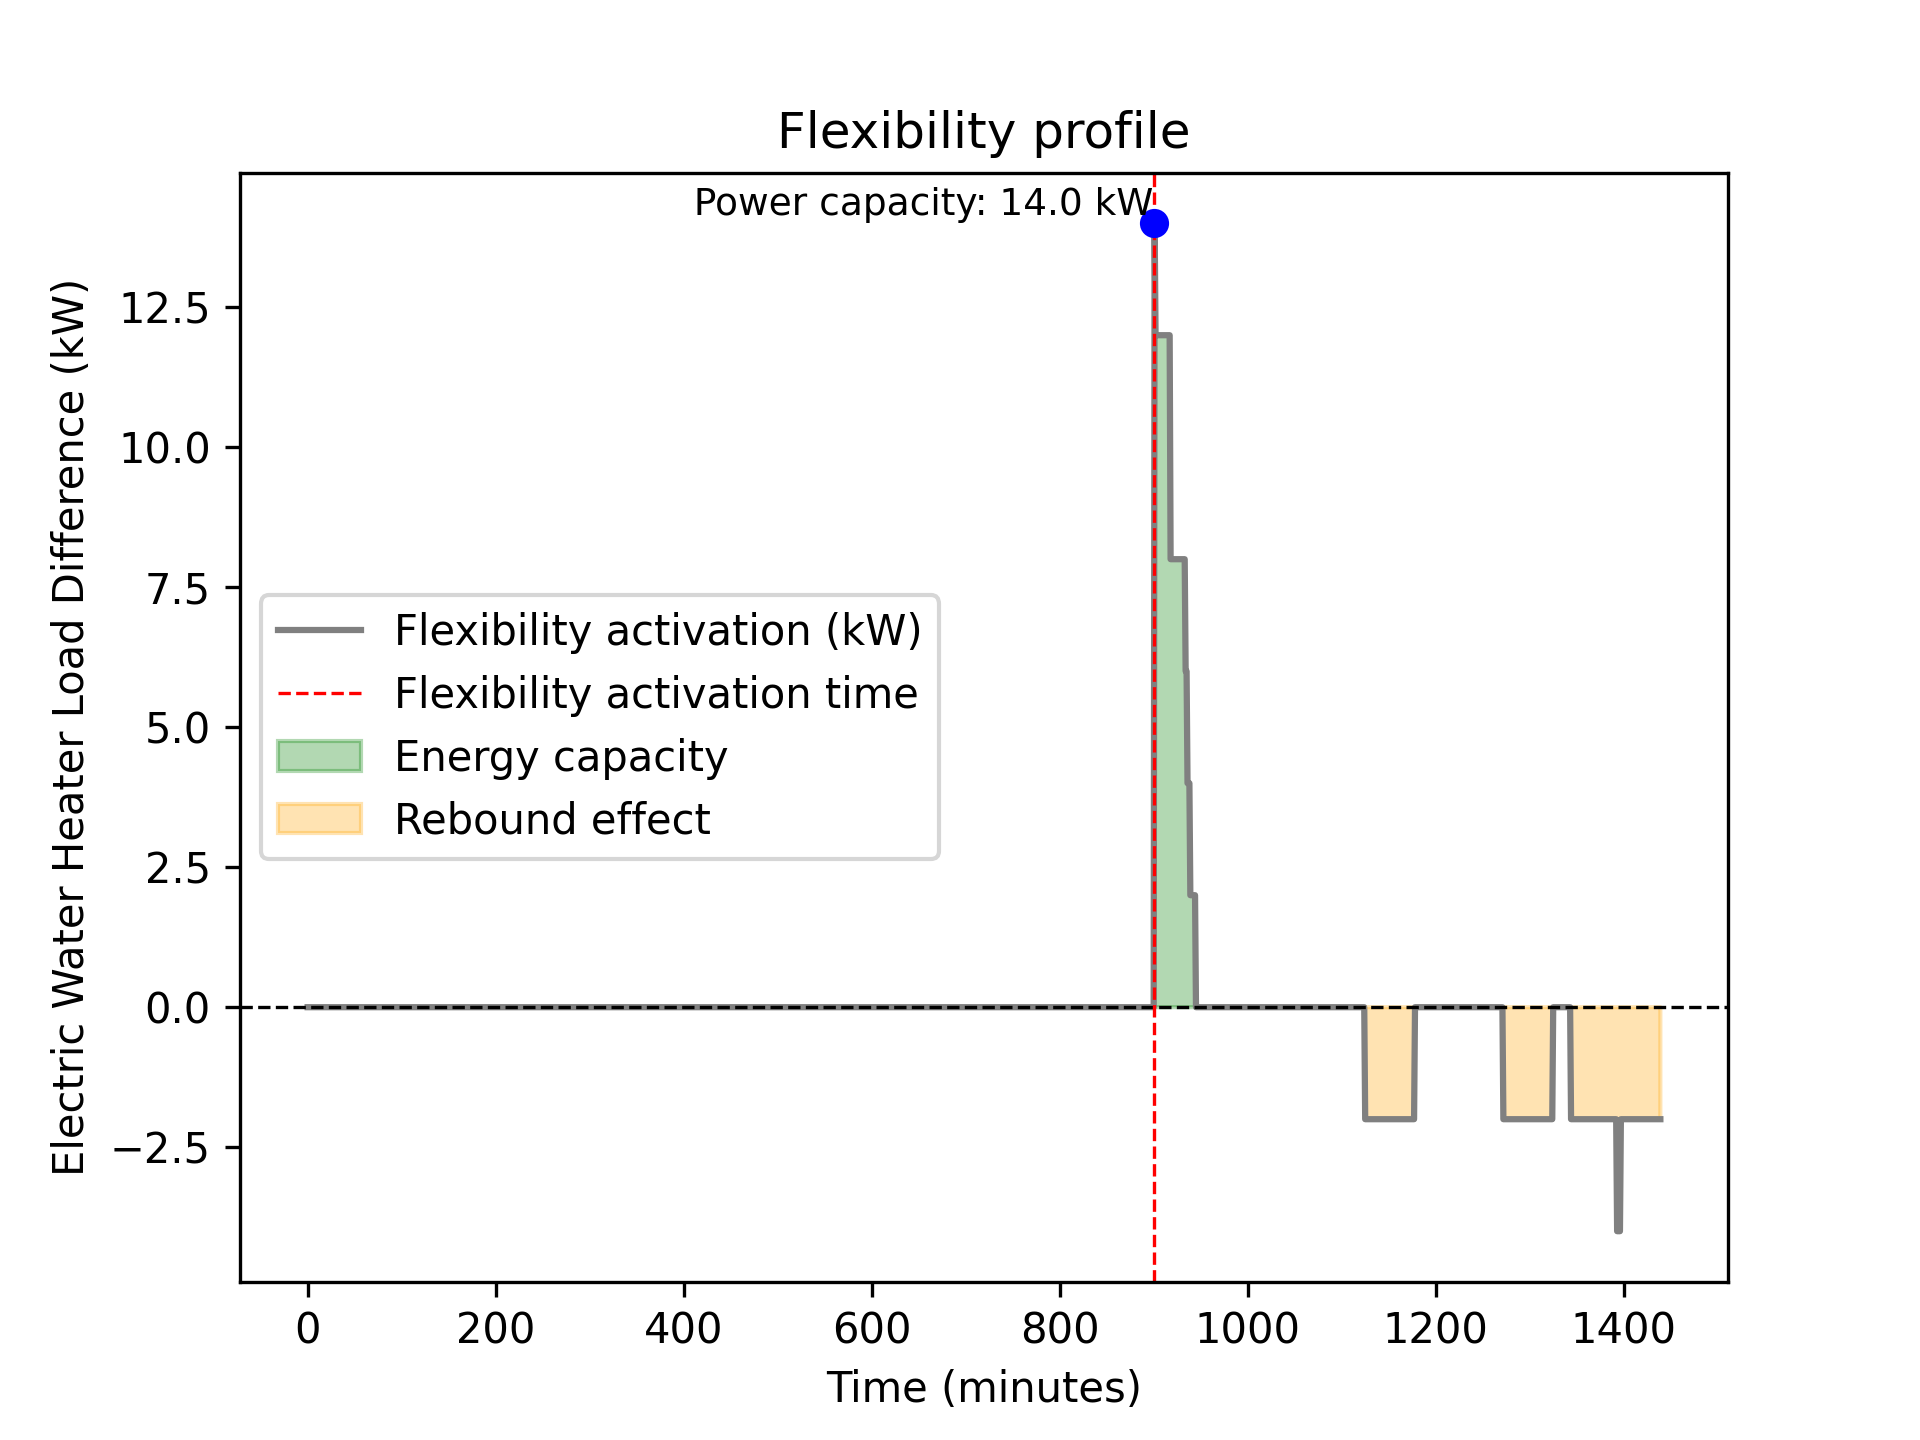 Flexibility profile
Power capacity: 14.0 kW
Electric Water Heater Load Difference (kW)
12.5
10.0
7.5
5.0
2.5
0.0
−2.5
Flexibility activation (kW)
Flexibility activation time
Energy capacity
Rebound effect
0 200 400 600 800 1000 1200 1400
Time (minutes)